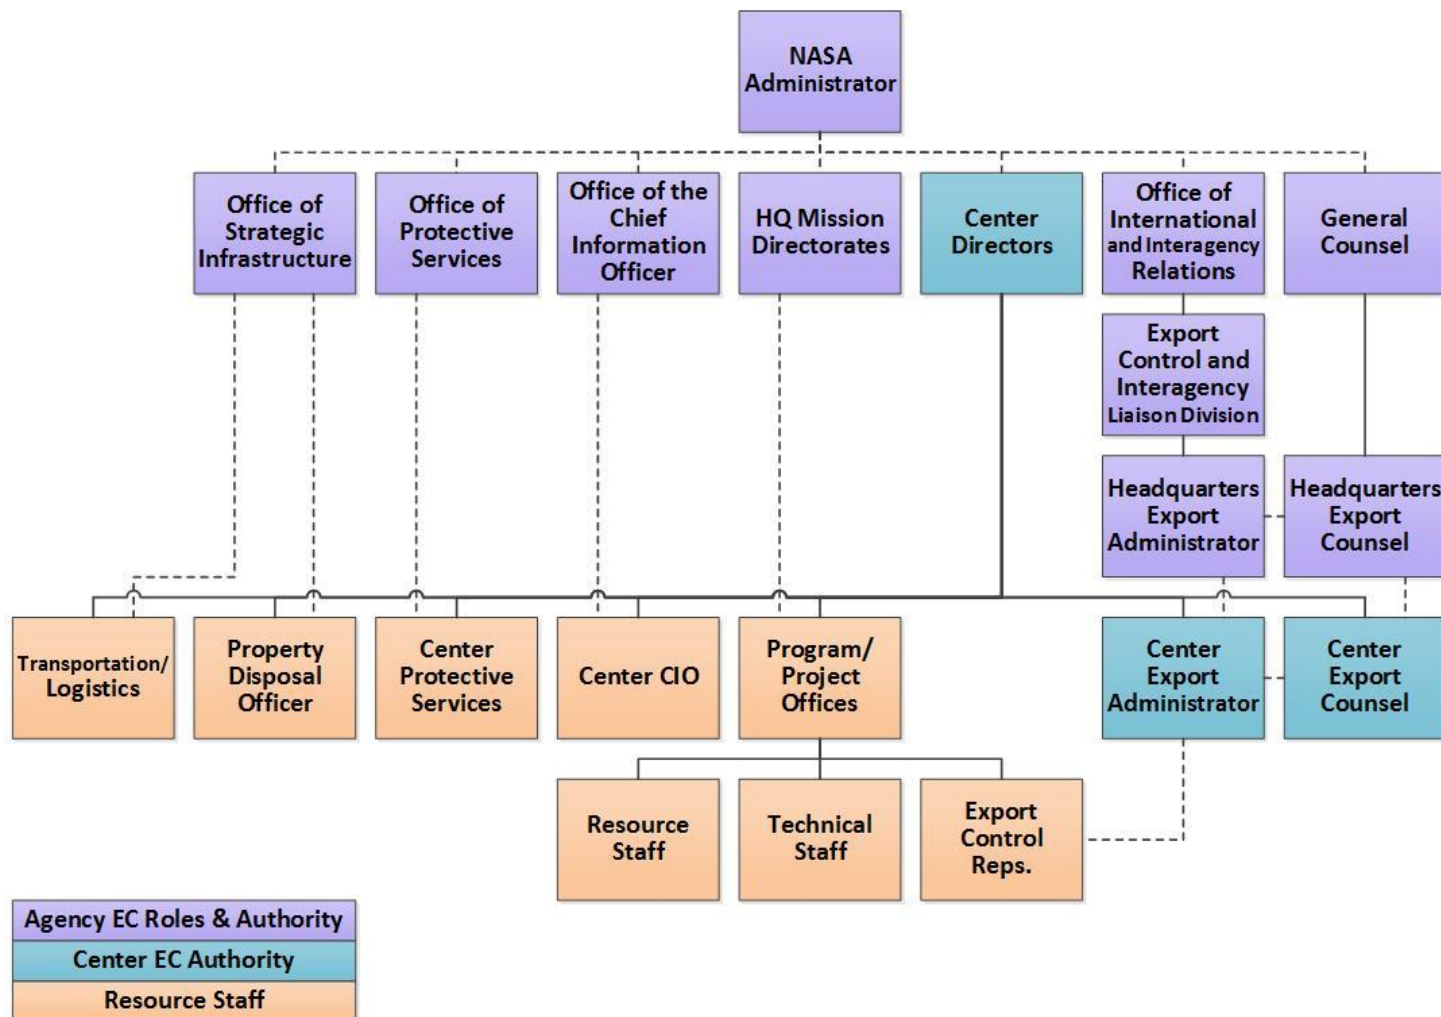 NASA
Administrator
Office of
Strategic
Infrastructure
Office of
Protective
Services
Office of the
Chief
Information
Officer
HQ Mission
Directorates
Center
Directors
Office of
International
and Interagency
Relations
General
Counsel
Export
Control and
Interagency
Liaison Division
Headquarters
Export
Administrator
Headquarters
Export
Counsel
Transportation/
Logistics
Property
Disposal
Officer
Center
Protective
Services
Center CIO
Program/
Project
Offices
Center
Export
Administrator
Center
Export
Counsel
Resource
Staff
Technical
Staff
Export
Control
Reps.
Agency EC Roles & Authority
Center EC Authority
Resource Staff